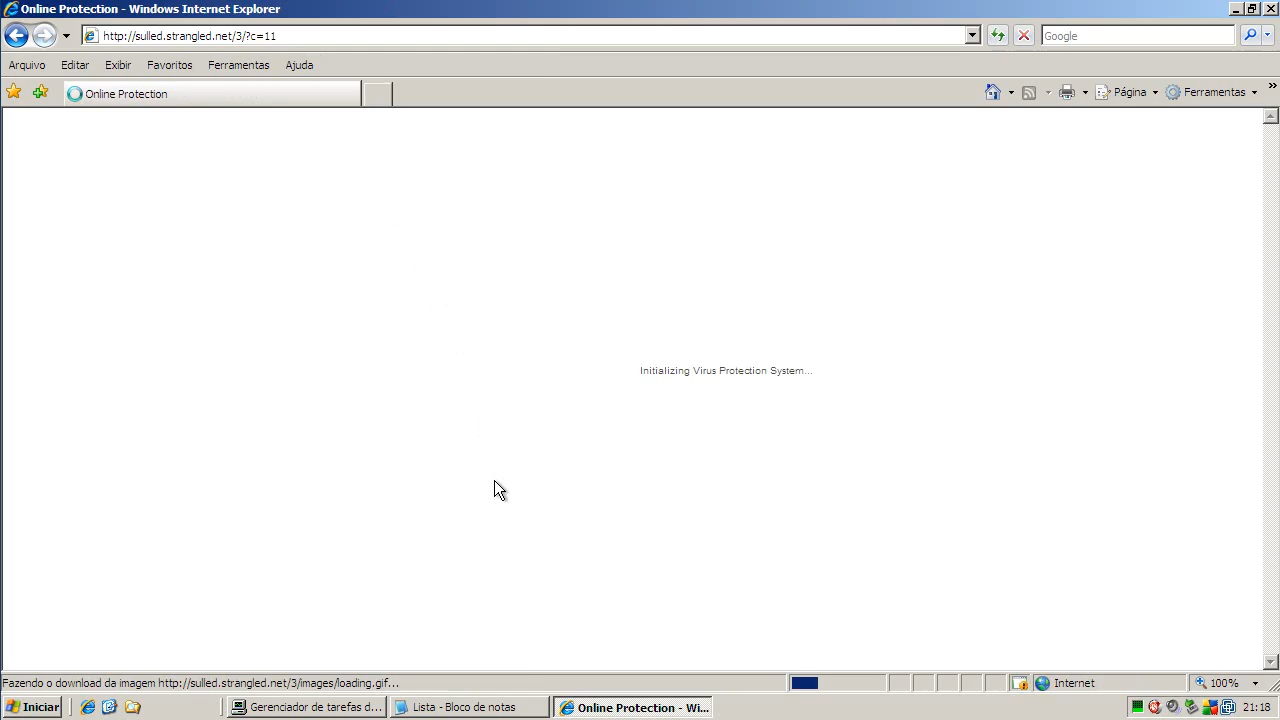 Online Protection - Windows Internet Explorer
http://sulled.strangled.net/3/?c=11
Google
Arquivo Editar Exibir Favoritos Ferramentas Ajuda
Online Protection
Página Ferramentas »
Initializing Virus Protection System...
Fazendo o download da imagem http://sulled.strangled.net/3/images/loading.gif...
Internet
100%
Iniciar
Gerenciador de tarefas d...
Lista - Bloco de notas
Online Protection - Wi...
21:18